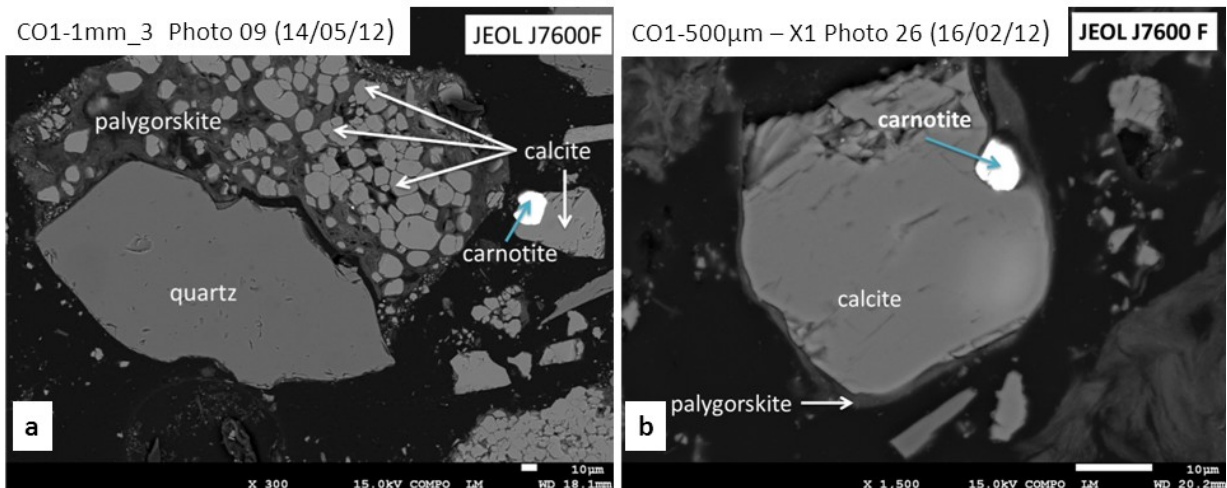 CO1-1mm_3 Photo 09 (14/05/12)
JEOL J7600F
palygorskite
calcite
carnotite
quartz
a
10μm
X 300 15.0kV COMPO LM WD 18.1mm
CO1-500μm – X1 Photo 26 (16/02/12)
JEOL J7600 F
carnotite
calcite
palygorskite
b
10μm
X 1,500 15.0kV COMPO LM WD 20.2mm